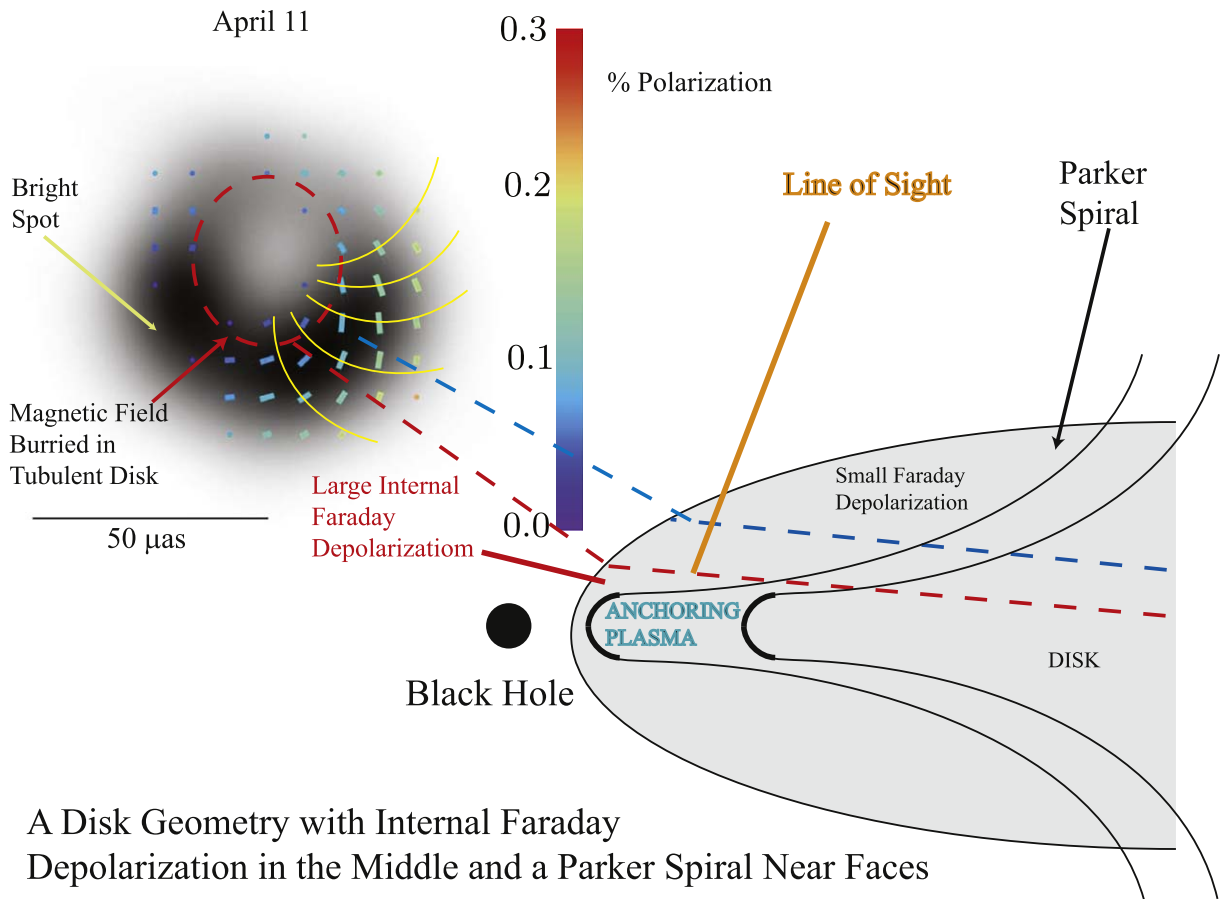 April 11
0.3
% Polarization
0.2
0.1
0.0
Bright
Spot
Magnetic Field
Burried in
Tubulent Disk
50 μas
Line of Sight
Parker
Spiral
Large Internal
Faraday
Depolarizatiom
Small Faraday
Depolarization
ANCHORING
PLASMA
DISK
Black Hole
A Disk Geometry with Internal Faraday
Depolarization in the Middle and a Parker Spiral Near Faces